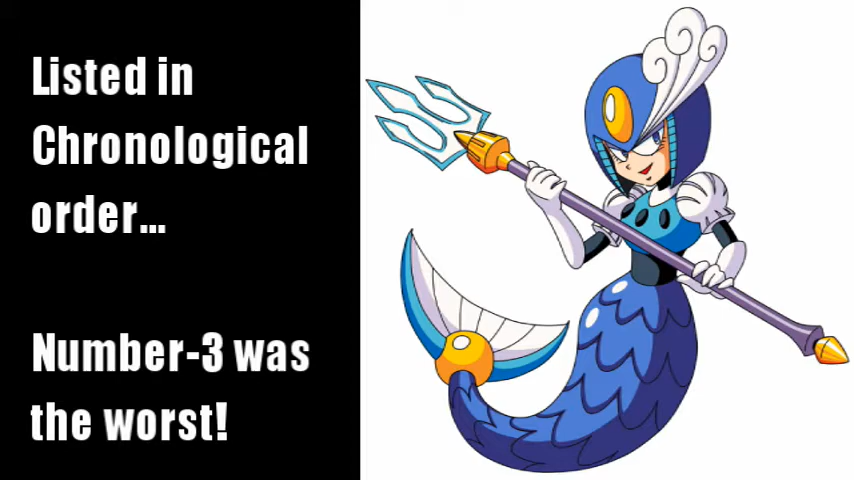 Listed in
Chronological
order...
Number-3 was
the worst!